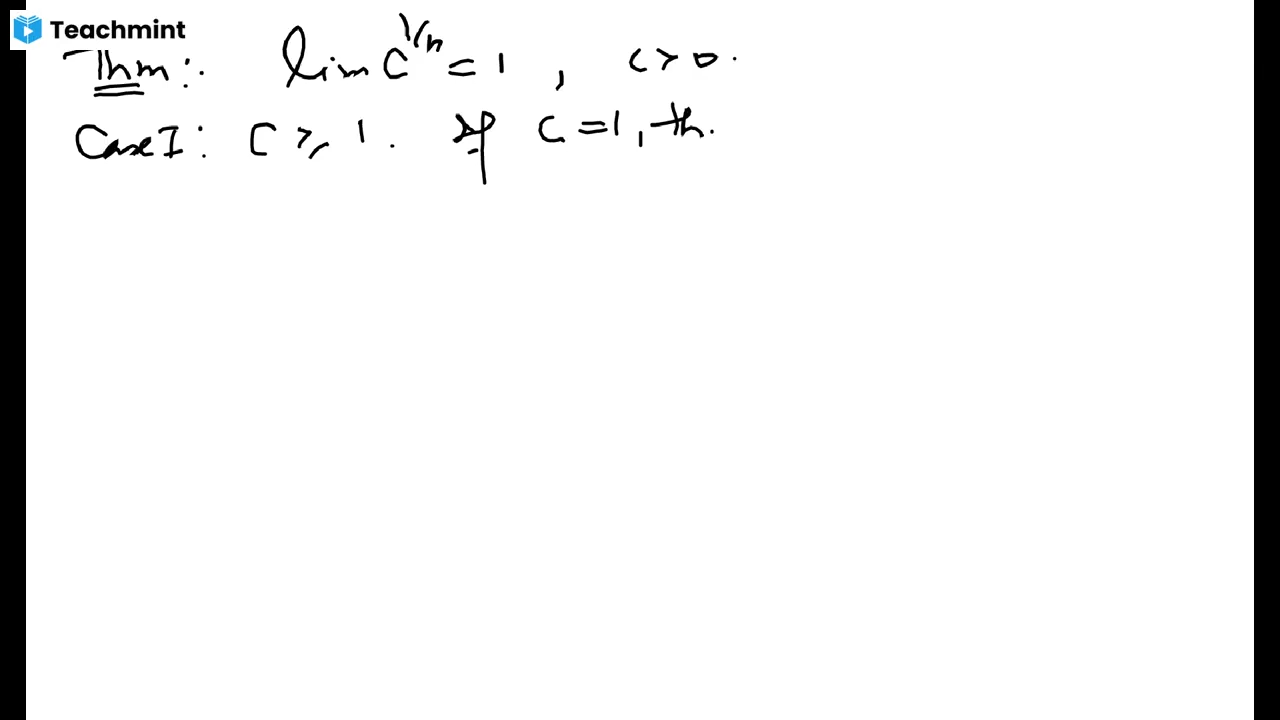 Teachmint
Thm: lim C^{1/n} = 1, C > 0.
Case I: C ≥ 1. If C = 1, th.